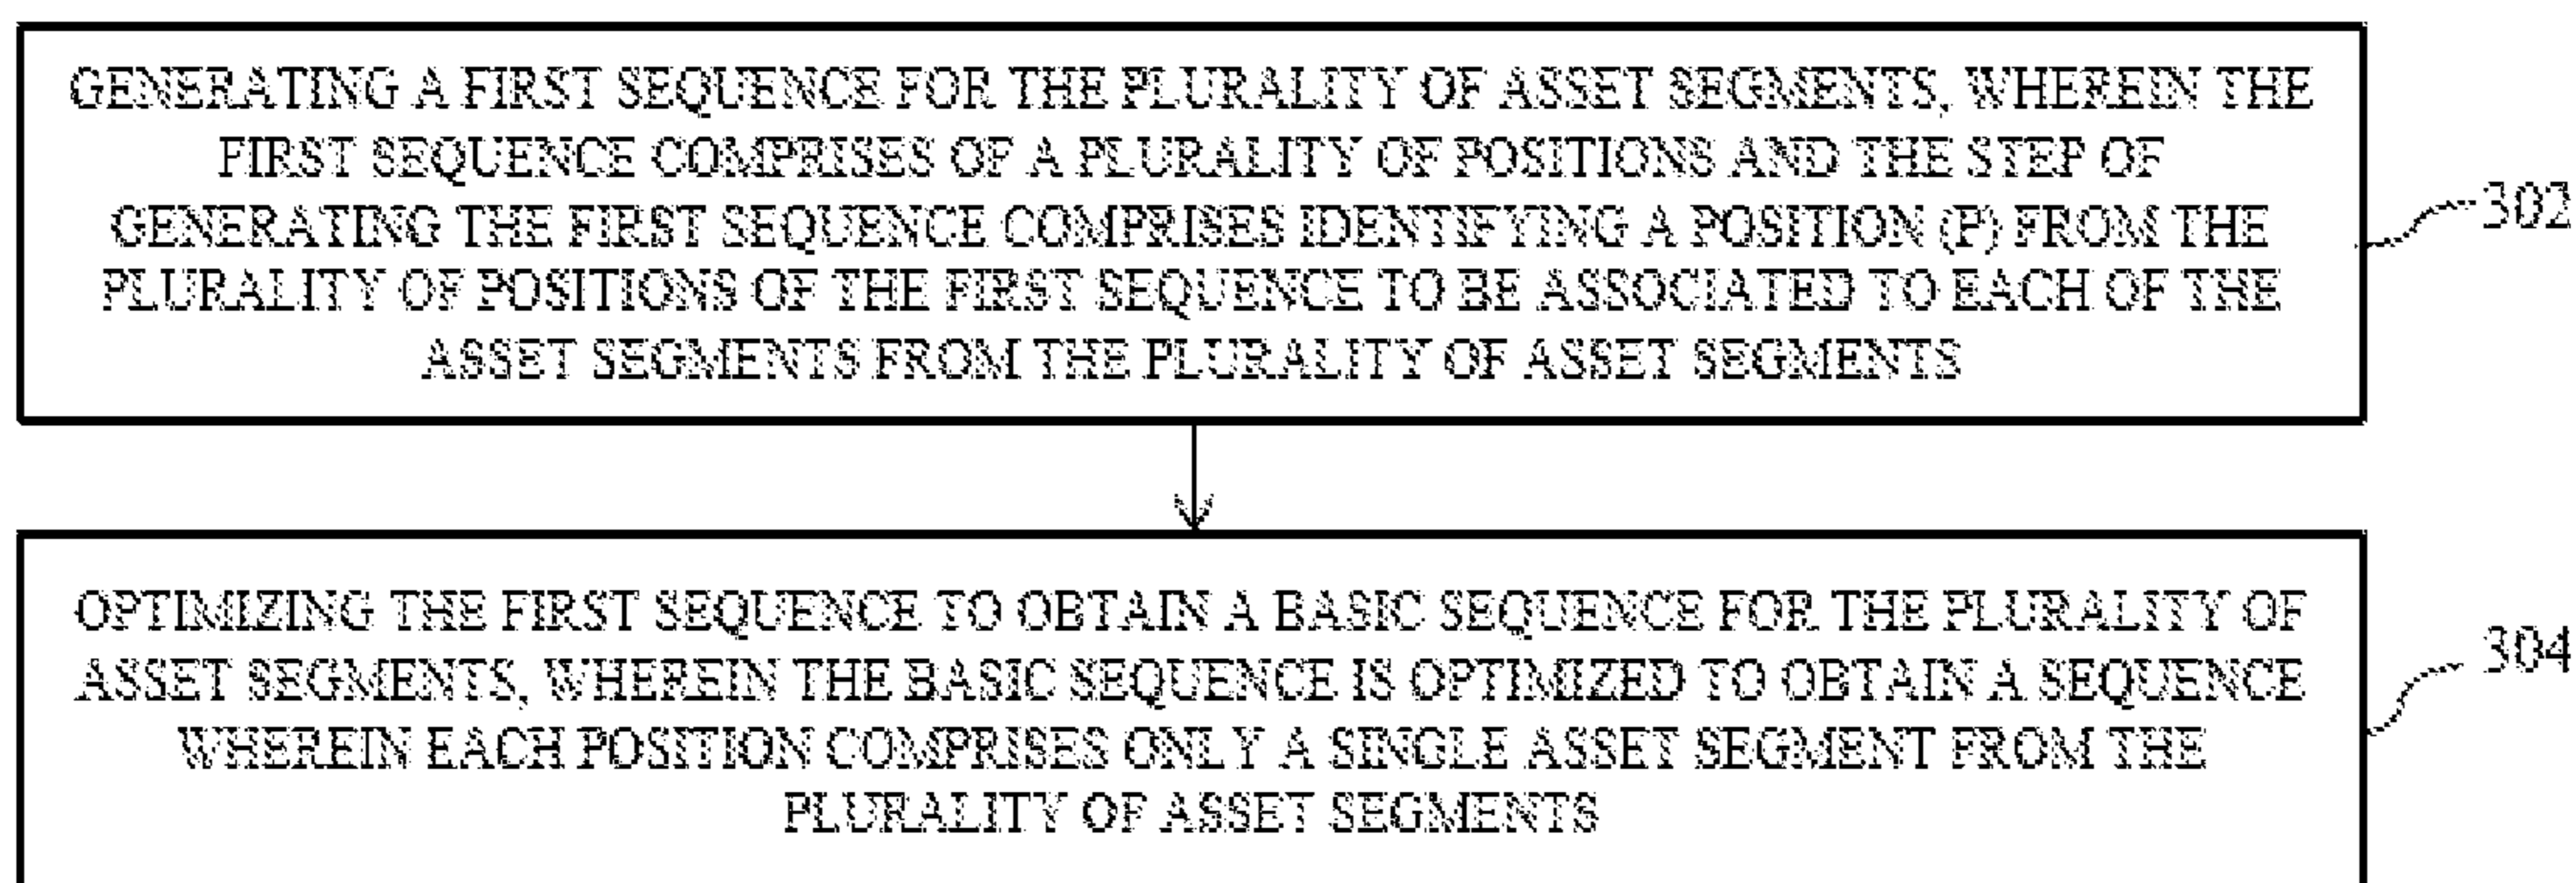 GENERATING A FIRST SEQUENCE FOR THE PLURALITY OF ASSET SEGMENTS, WHEREIN THE
FIRST SEQUENCE COMPRISES OF A PLURALITY OF POSITIONS AND THE STEP OF
GENERATING THE FIRST SEQUENCE COMPRISES IDENTIFYING A POSITION (P) FROM THE
PLURALITY OF POSITIONS OF THE FIRST SEQUENCE TO BE ASSOCIATED TO EACH OF THE
ASSET SEGMENTS FROM THE PLURALITY OF ASSET SEGMENTS
302
OPTIMIZING THE FIRST SEQUENCE TO OBTAIN A BASIC SEQUENCE FOR THE PLURALITY OF
ASSET SEGMENTS, WHEREIN THE BASIC SEQUENCE IS OPTIMIZED TO OBTAIN A SEQUENCE
WHEREIN EACH POSITION COMPRISES ONLY A SINGLE ASSET SEGMENT FROM THE
PLURALITY OF ASSET SEGMENTS
304